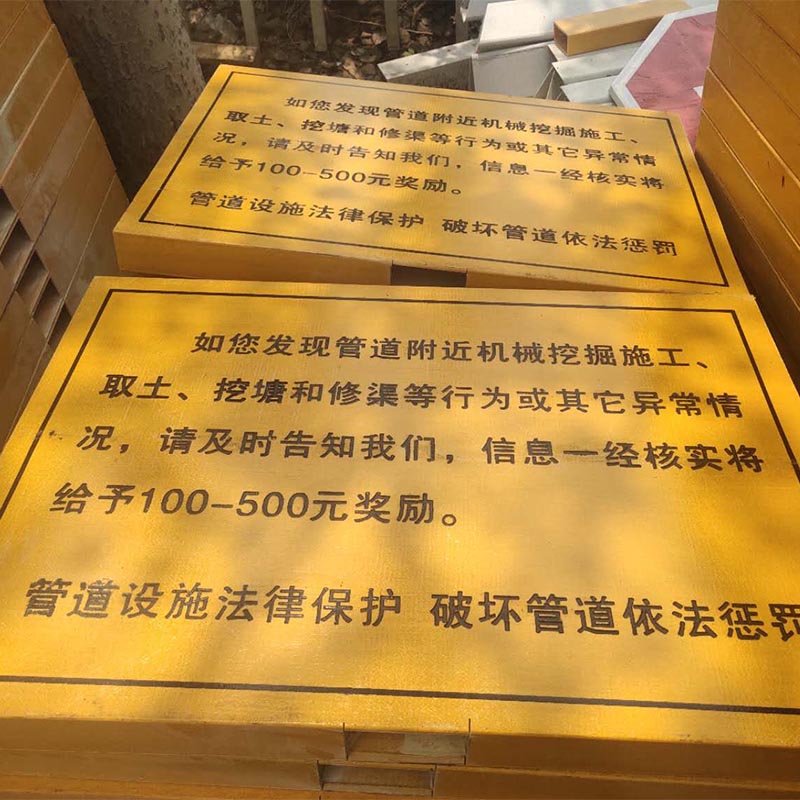 如您发现管道附近机械挖掘施工、
取土、挖塘和修渠等行为或其它异常情
况，请及时告知我们，信息一经核实将
给予100-500元奖励。
管道设施法律保护 破坏管道依法惩罚
如您发现管道附近机械挖掘施工、
取土、挖塘和修渠等行为或其它异常情
况，请及时告知我们，信息一经核实将
给予100-500元奖励。
管道设施法律保护 破坏管道依法惩罚